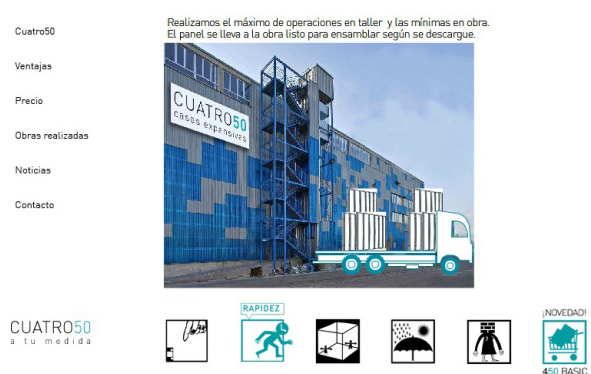 Cuatro50
Ventajas
Precio
Obras realizadas
Noticias
Contacto
Realizamos el máximo de operaciones en taller y las mínimas en obra.
El panel se lleva a la obra listo para ensamblar según se descargue.
CUATRO50
casas expansivas
CUATRO50
a tu medida
RAPIDEZ
¡NOVEDAD!
450 BASIC